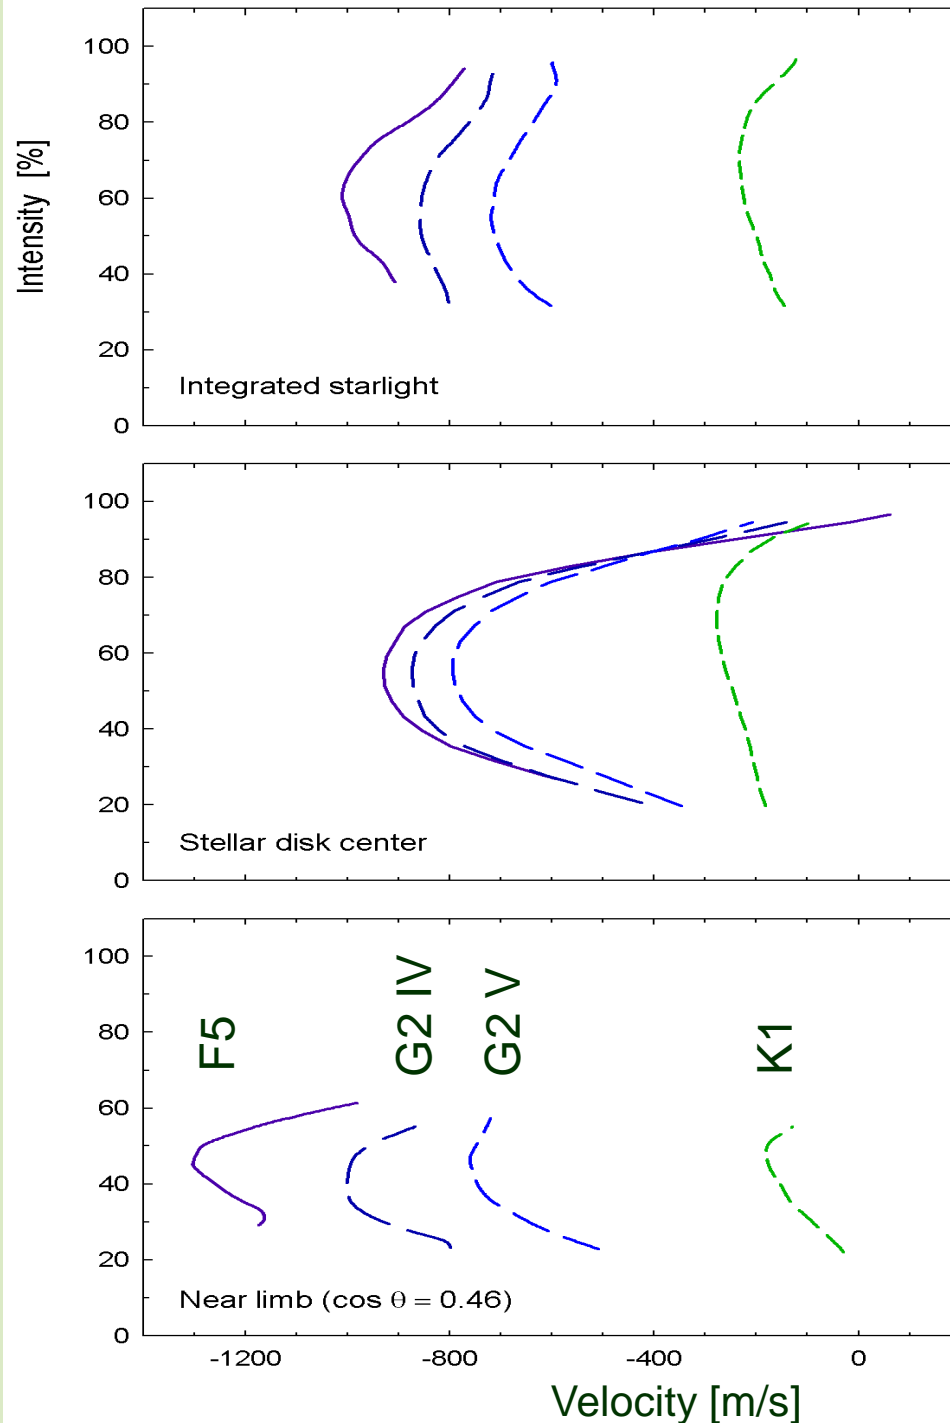 Intensity [%]
100
80
60
40
20
0
Integrated starlight
100
80
60
40
20
0
Stellar disk center
100
80
60
40
20
0
F5
G2 IV
G2 V
K1
Near limb (cos θ = 0.46)
-1200 -800 -400 0
Velocity [m/s]